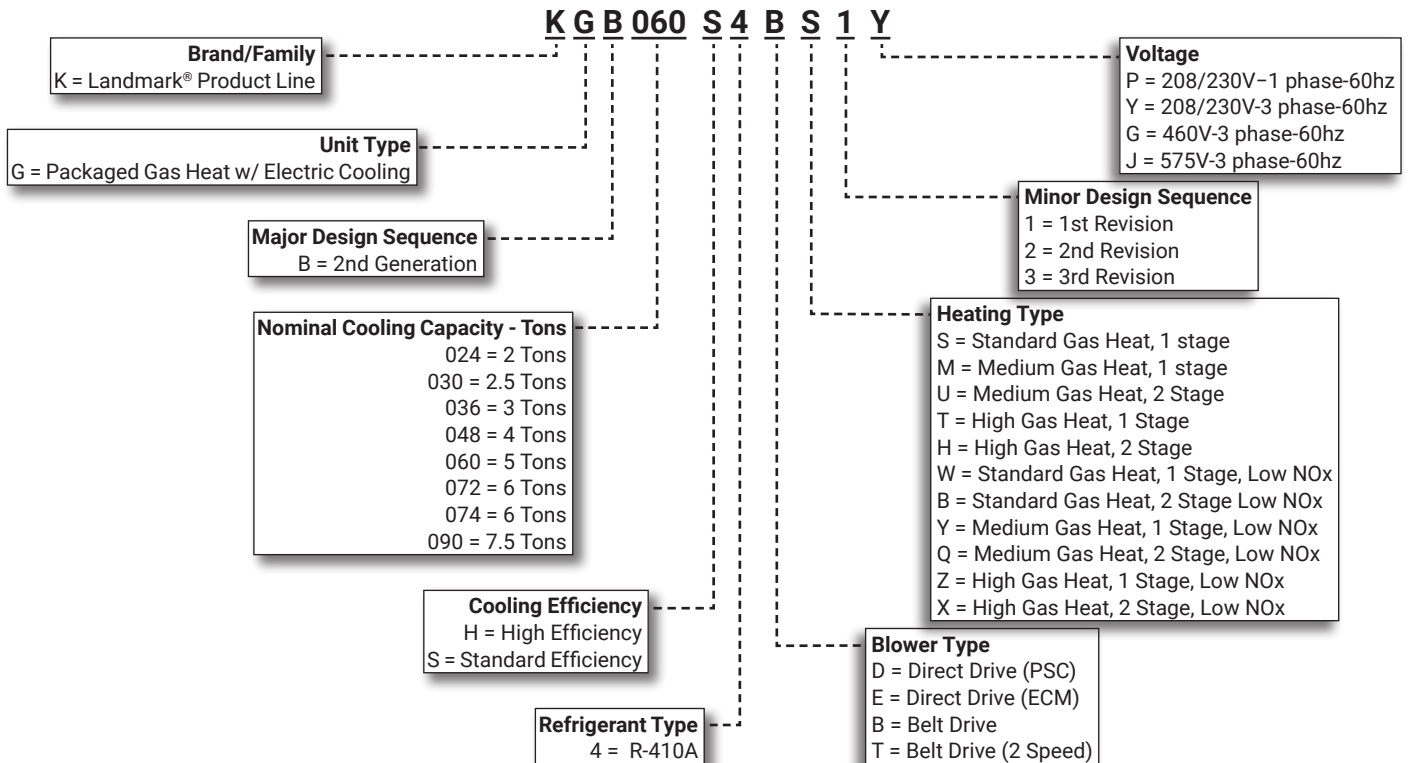 K G B 060 S 4 B S 1 Y
Brand/Family
K = Landmark® Product Line
Unit Type
G = Packaged Gas Heat w/ Electric Cooling
Major Design Sequence
B = 2nd Generation
Nominal Cooling Capacity - Tons
024 = 2 Tons
030 = 2.5 Tons
036 = 3 Tons
048 = 4 Tons
060 = 5 Tons
072 = 6 Tons
074 = 6 Tons
090 = 7.5 Tons
Cooling Efficiency
H = High Efficiency
S = Standard Efficiency
Refrigerant Type
4 = R-410A
Voltage
P = 208/230V−1 phase-60hz
Y = 208/230V-3 phase-60hz
G = 460V-3 phase-60hz
J = 575V-3 phase-60hz
Minor Design Sequence
1 = 1st Revision
2 = 2nd Revision
3 = 3rd Revision
Heating Type
S = Standard Gas Heat, 1 stage
M = Medium Gas Heat, 1 stage
U = Medium Gas Heat, 2 Stage
T = High Gas Heat, 1 Stage
H = High Gas Heat, 2 Stage
W = Standard Gas Heat, 1 Stage, Low NOx
B = Standard Gas Heat, 2 Stage Low NOx
Y = Medium Gas Heat, 1 Stage, Low NOx
Q = Medium Gas Heat, 2 Stage, Low NOx
Z = High Gas Heat, 1 Stage, Low NOx
X = High Gas Heat, 2 Stage, Low NOx
Blower Type
D = Direct Drive (PSC)
E = Direct Drive (ECM)
B = Belt Drive
T = Belt Drive (2 Speed)